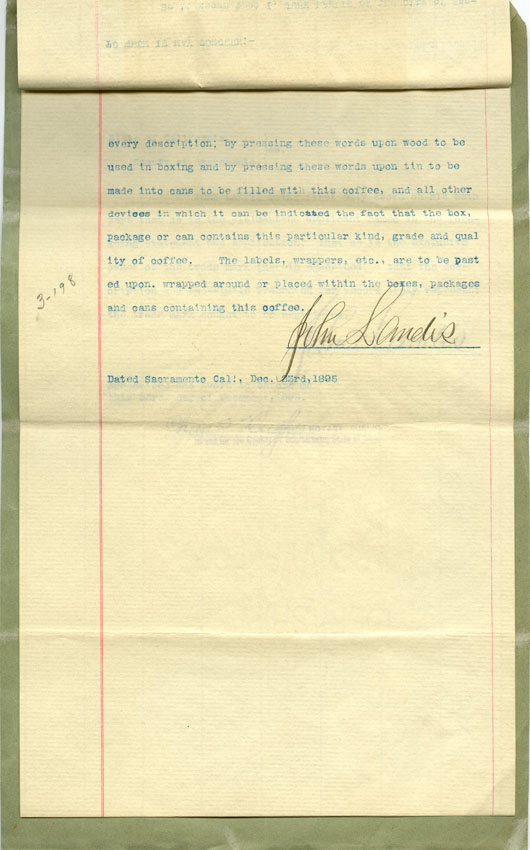 every description; by pressing these words upon wood to be
used in boxing and by pressing these words upon tin to be
made into cans to be filled with this coffee, and all other
devices in which it can be indicated the fact that the box,
package or can contains this particular kind, grade and qual
ity of coffee. The labels, wrappers, etc., are to be past
ed upon. wrapped around or placed within the boxes, packages
and cans containing this coffee.
3-198
John Landis
Dated Sacramento Cal:, Dec. 23rd,1895